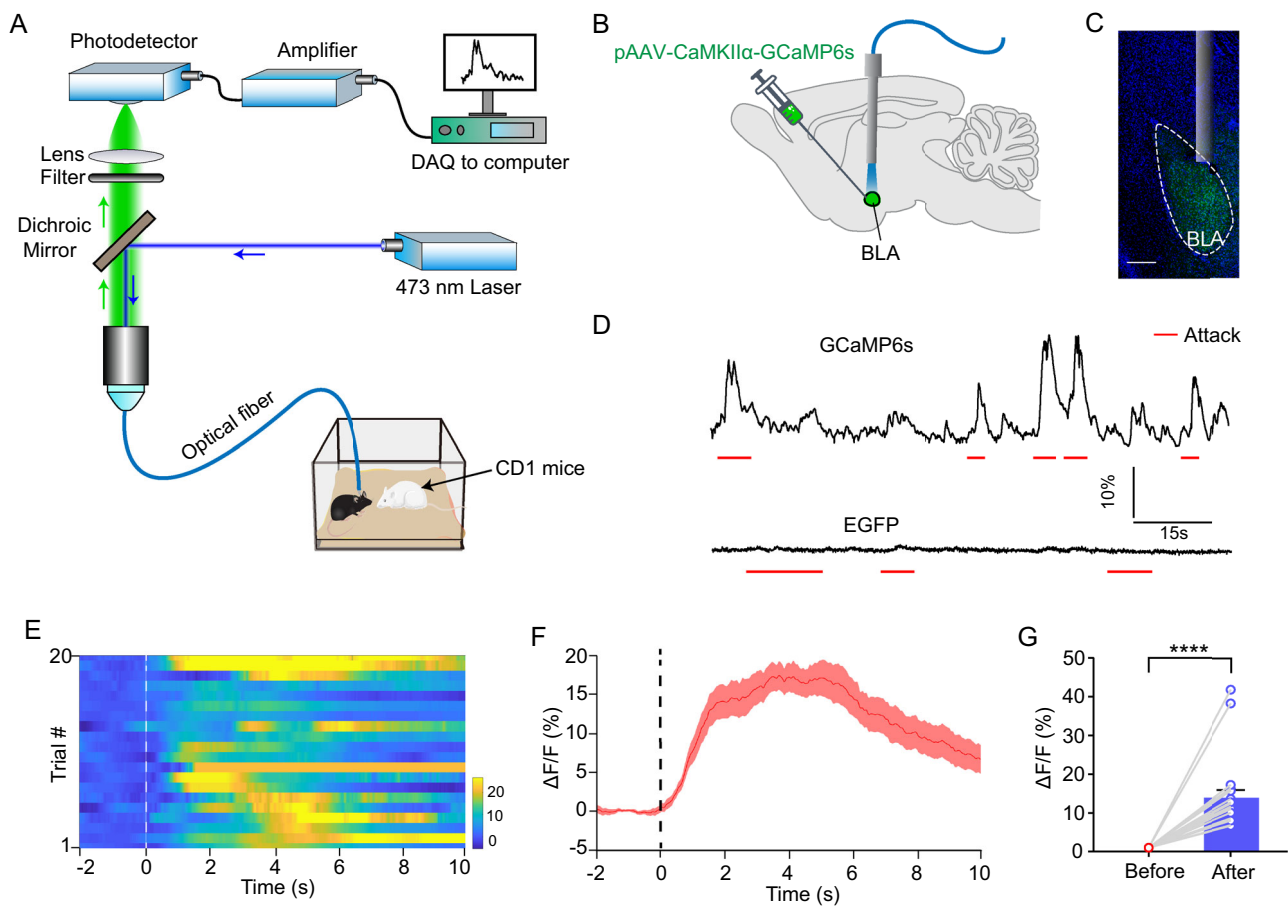 A
Photodetector
Amplifier
Lens
Filter
DAQ to computer
Dichroic
Mirror
473 nm Laser
Optical fiber
CD1 mice
B
pAAV-CaMKIIα-GCaMP6s
BLA
C
BLA
D
GCaMP6s
Attack
10%
15s
EGFP
E
20
Trial #
1
20
10
0
-2 0 2 4 6 8 10
Time (s)
F
20
15
10
5
0
-5
ΔF/F (%)
-2 0 2 4 6 8 10
Time (s)
G
****
50
40
30
20
10
0
ΔF/F (%)
Before After